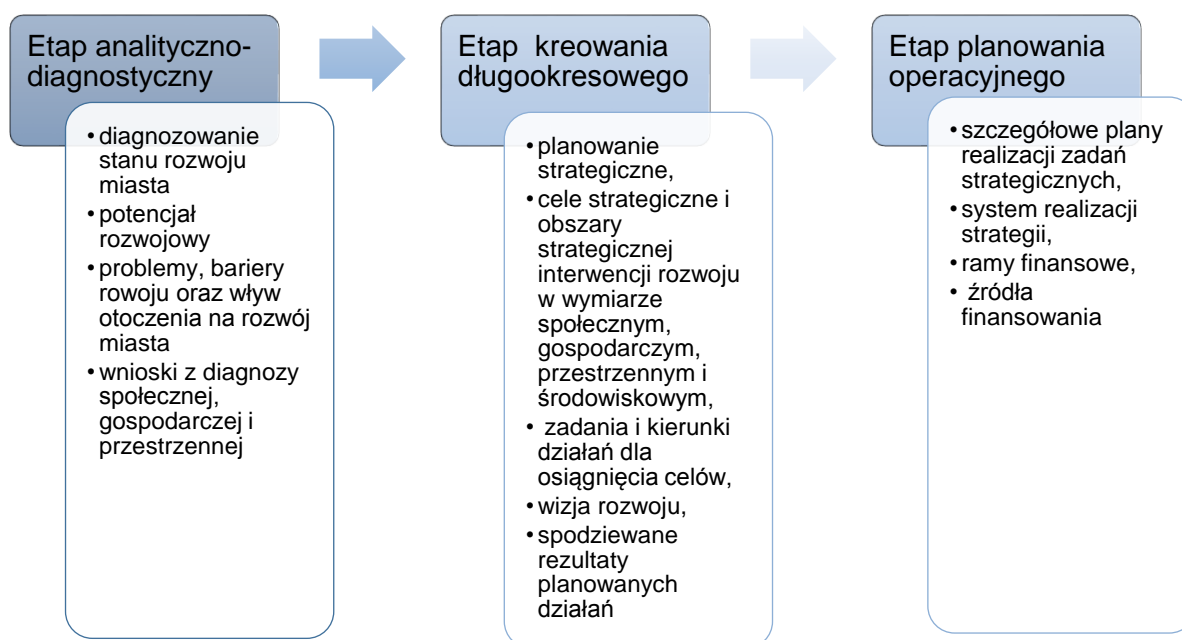 Etap analityczno-
diagnostyczny
• diagnozowanie
stanu rozwoju
miasta
• potencjał
rozwojowy
• problemy, bariery
rowoju oraz wływ
otoczenia na rozwój
miasta
• wnioski z diagnozy
społecznej,
gospodarczej i
przestrzennej
Etap kreowania
długookresowego
• planowanie
strategiczne,
• cele strategiczne i
obszary
strategicznej
interwencji rozwoju
w wymiarze
społecznym,
gospodarczym,
przestrzennym i
środowiskowym,
• zadania i kierunki
działań dla
osiągnięcia celów,
• wizja rozwoju,
• spodziewane
rezultaty
planowanych
działań
Etap planowania
operacyjnego
• szczegółowe plany
realizacji zadań
strategicznych,
• system realizacji
strategii,
• ramy finansowe,
• źródła
finansowania